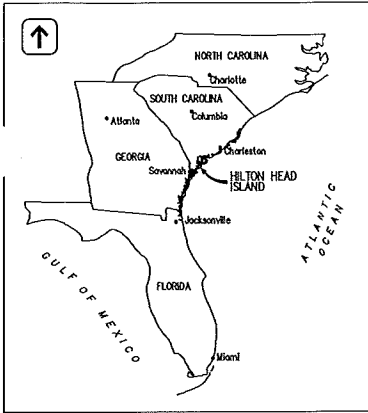 NORTH CAROLINA
Charlotte
SOUTH CAROLINA
Columbia
Atlanta
Charleston
GEORGIA
Savannah
HILTON HEAD
ISLAND
Jacksonville
ATLANTIC
OCEAN
GULF OF MEXICO
FLORIDA
Miami